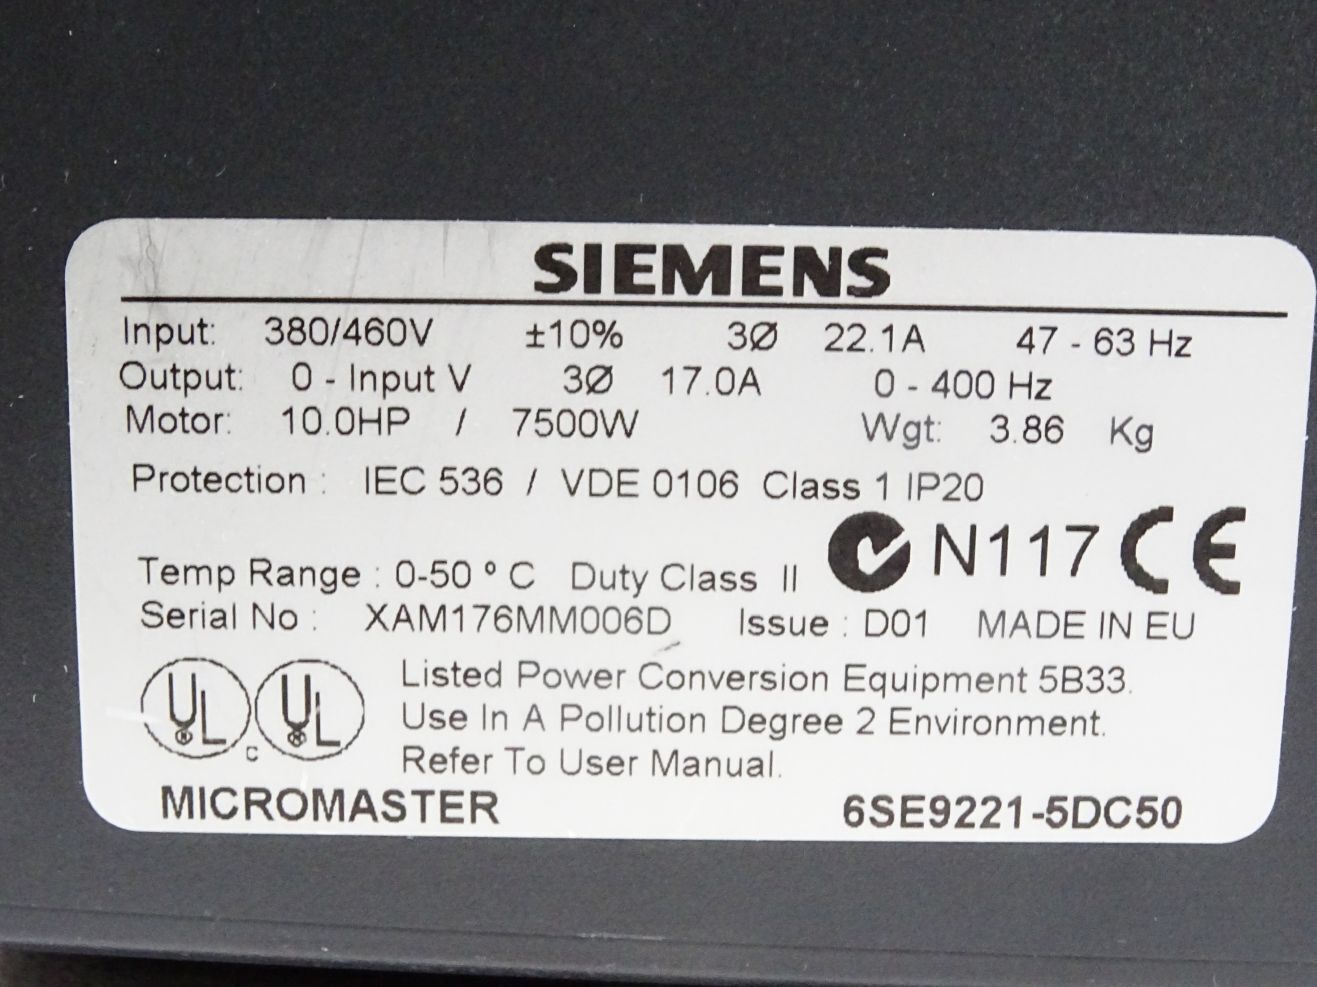 SIEMENS
Input: 380/460V ±10% 3Ø 22.1A 47 - 63 Hz
Output: 0 - Input V 3Ø 17.0A 0 - 400 Hz
Motor: 10.0HP / 7500W Wgt: 3.86 Kg
Protection : IEC 536 / VDE 0106 Class 1 IP20
N117 CE
Temp Range : 0-50 ° C Duty Class II
Serial No : XAM176MM006D Issue : D01 MADE IN EU
UL c UL
Listed Power Conversion Equipment 5B33.
Use In A Pollution Degree 2 Environment.
Refer To User Manual.
MICROMASTER 6SE9221-5DC50